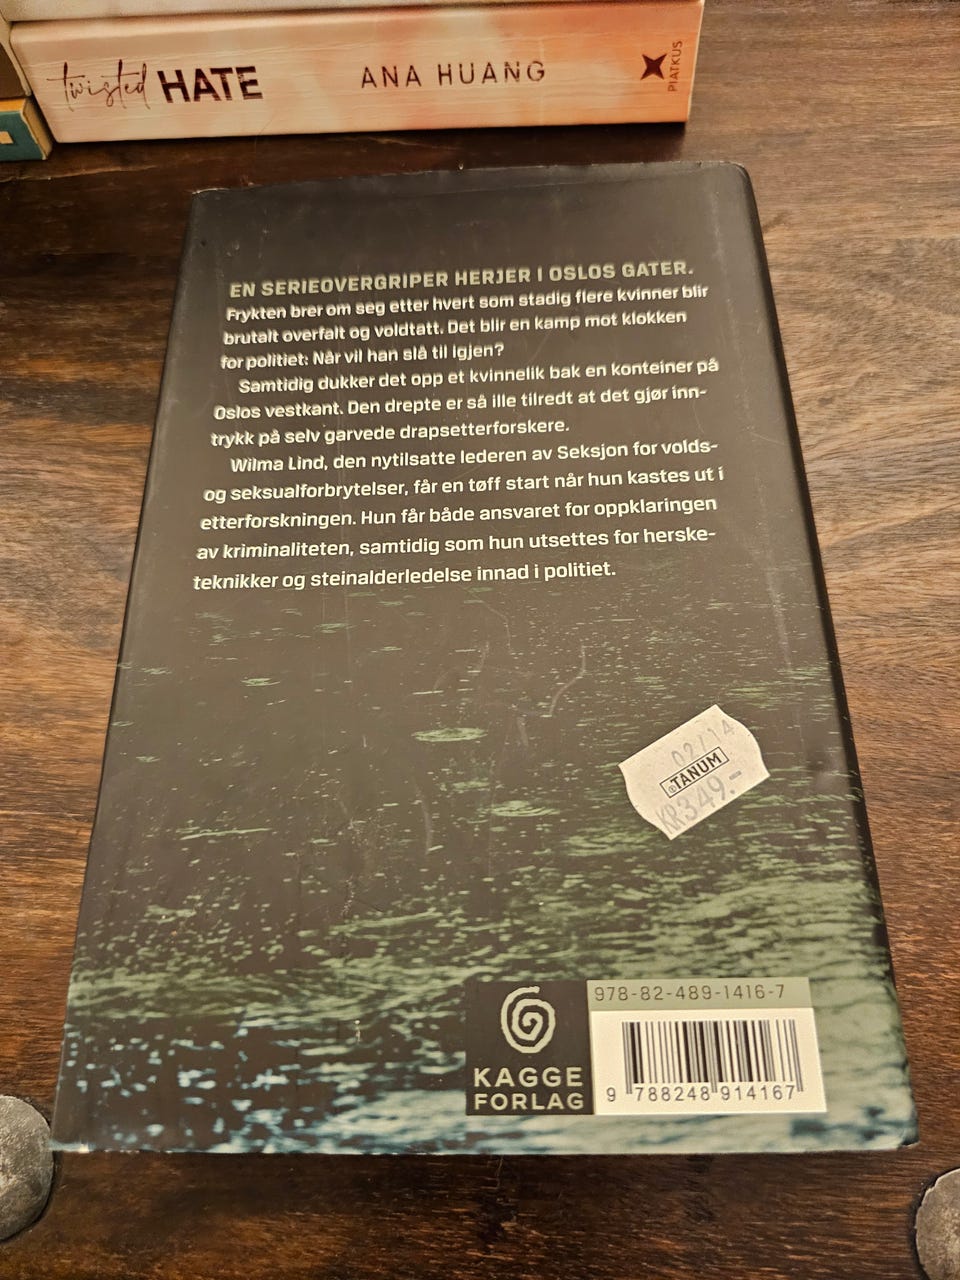 twisted HATE ANA HUANG PIATKUS
EN SERIEOVERGRIPER HERJER I OSLOS GATER.
Frykten brer om seg etter hvert som stadig flere kvinner blir
brutalt overfalt og voldtatt. Det blir en kamp mot klokken
for politiet: Når vil han slå til igjen?
Samtidig dukker det opp et kvinnelik bak en konteiner på
Oslos vestkant. Den drepte er så ille tilredt at det gjør inn-
trykk på selv garvede drapsetterforskere.
Wilma Lind, den nytilsatte lederen av Seksjon for volds-
og seksualforbrytelser, får en tøff start når hun kastes ut i
etterforskningen. Hun får både ansvaret for oppklaringen
av kriminaliteten, samtidig som hun utsettes for herske-
teknikker og steinalderledelse innad i politiet.
02/14
TANUM
KR349.-
978-82-489-1416-7
KAGGE
FORLAG
9 788248 914167